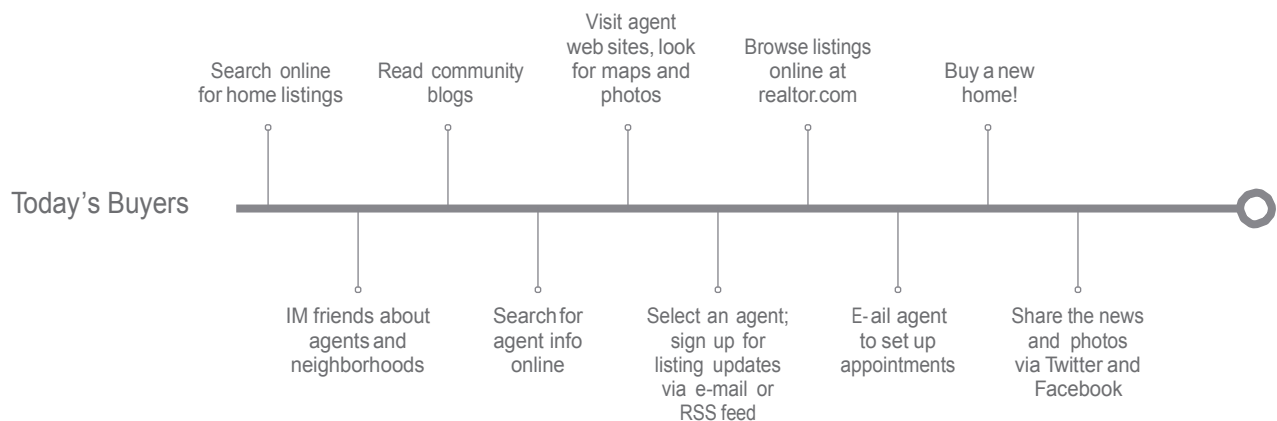 Search online
for home listings
Read community
blogs
Visit agent
web sites, look
for maps and
photos
Browse listings
online at
realtor.com
Buy a new
home!
Today's Buyers
IM friends about
agents and
neighborhoods
Search for
agent info
online
Select an agent;
sign up for
listing updates
via e-mail or
RSS feed
E-ail agent
to set up
appointments
Share the news
and photos
via Twitter and
Facebook